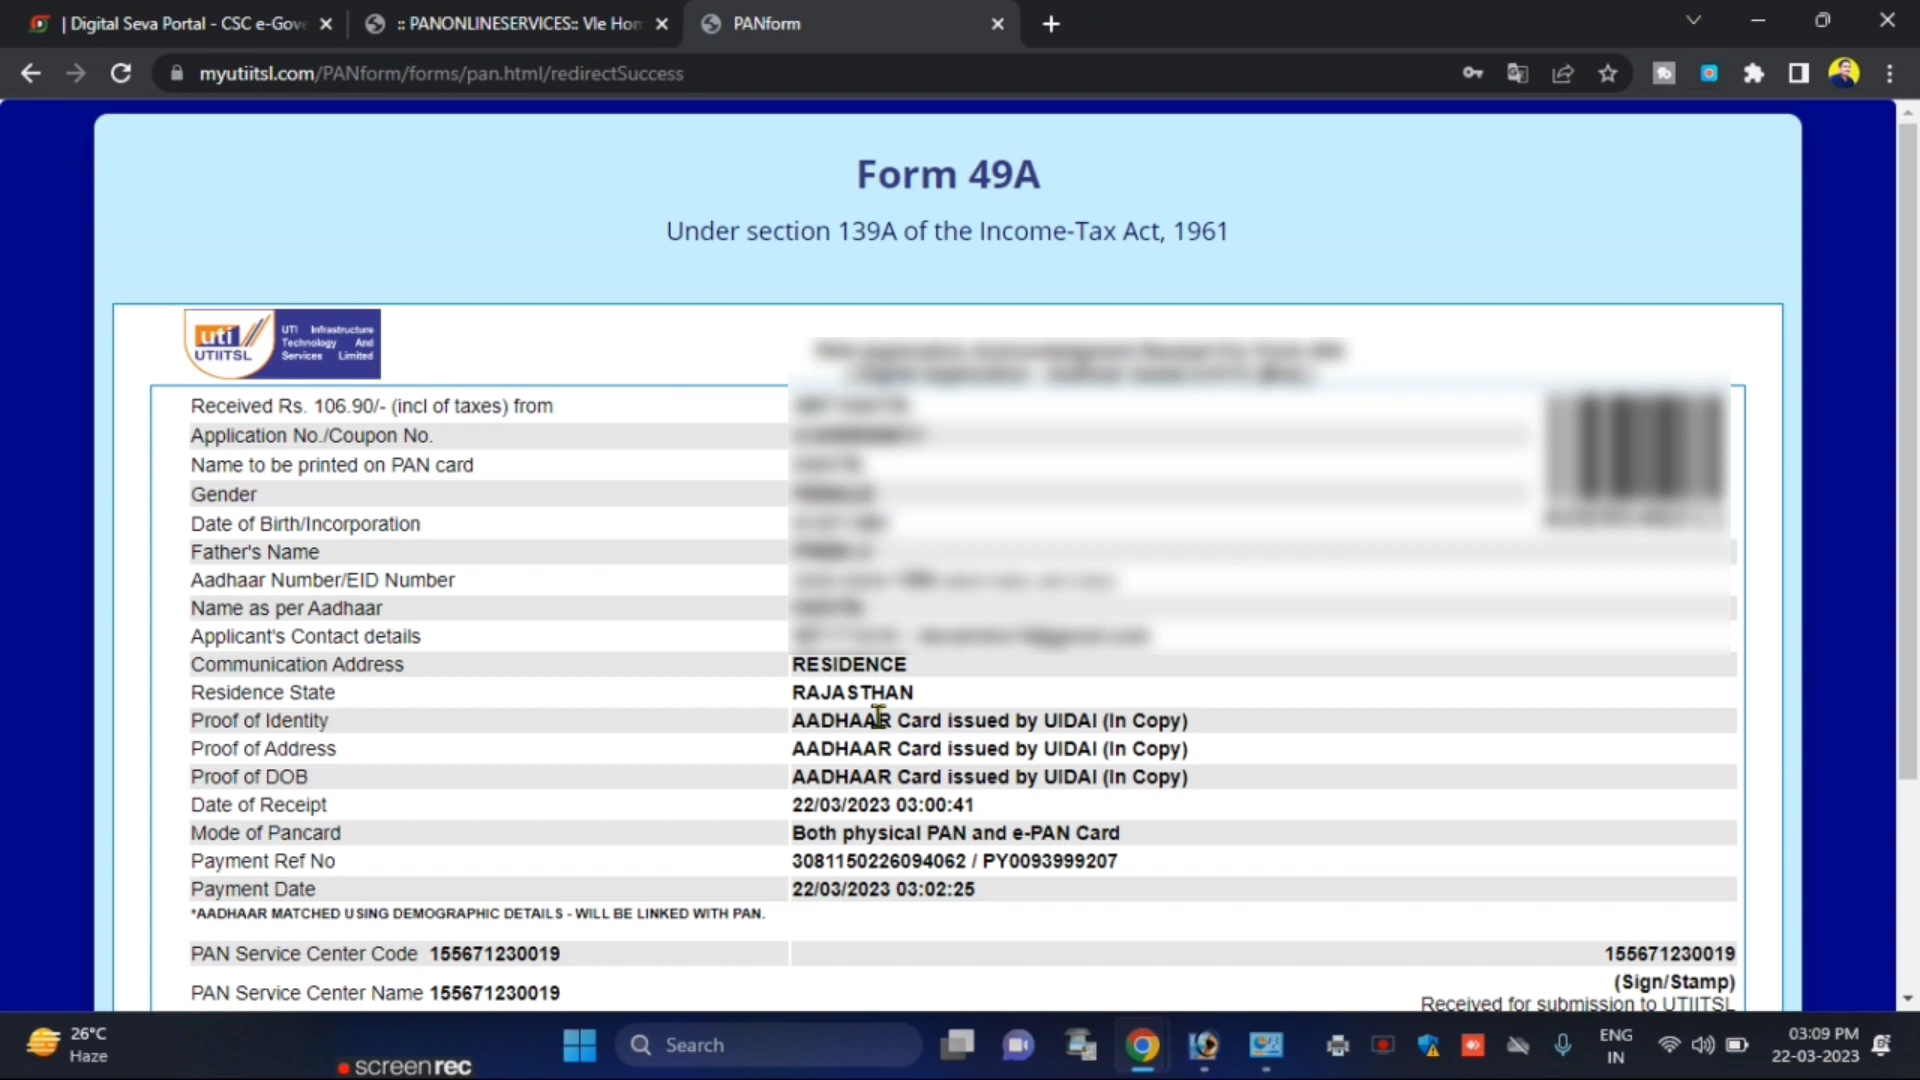 | Digital Seva Portal - CSC e-Gove
:: PANONLINESERVICES:: Vle Hom
PANform
myutiitsl.com/PANform/forms/pan.html/redirectSuccess
Form 49A
Under section 139A of the Income-Tax Act, 1961
uti
UTIITSL
UTI Infrastructure
Technology And
Services Limited
Received Rs. 106.90/- (incl of taxes) from
Application No./Coupon No.
Name to be printed on PAN card
Gender
Date of Birth/Incorporation
Father's Name
Aadhaar Number/EID Number
Name as per Aadhaar
Applicant's Contact details
Communication Address RESIDENCE
Residence State RAJASTHAN
Proof of Identity AADHAAR Card issued by UIDAI (In Copy)
Proof of Address AADHAAR Card issued by UIDAI (In Copy)
Proof of DOB AADHAAR Card issued by UIDAI (In Copy)
Date of Receipt 22/03/2023 03:00:41
Mode of Pancard Both physical PAN and e-PAN Card
Payment Ref No 3081150226094062 / PY0093999207
Payment Date 22/03/2023 03:02:25
*AADHAAR MATCHED USING DEMOGRAPHIC DETAILS - WILL BE LINKED WITH PAN.
PAN Service Center Code 155671230019 155671230019
(Sign/Stamp)
PAN Service Center Name 155671230019
Received for submission to UTIITSL
26°C
Haze
screenrec
Search
ENG
IN
03:09 PM
22-03-2023